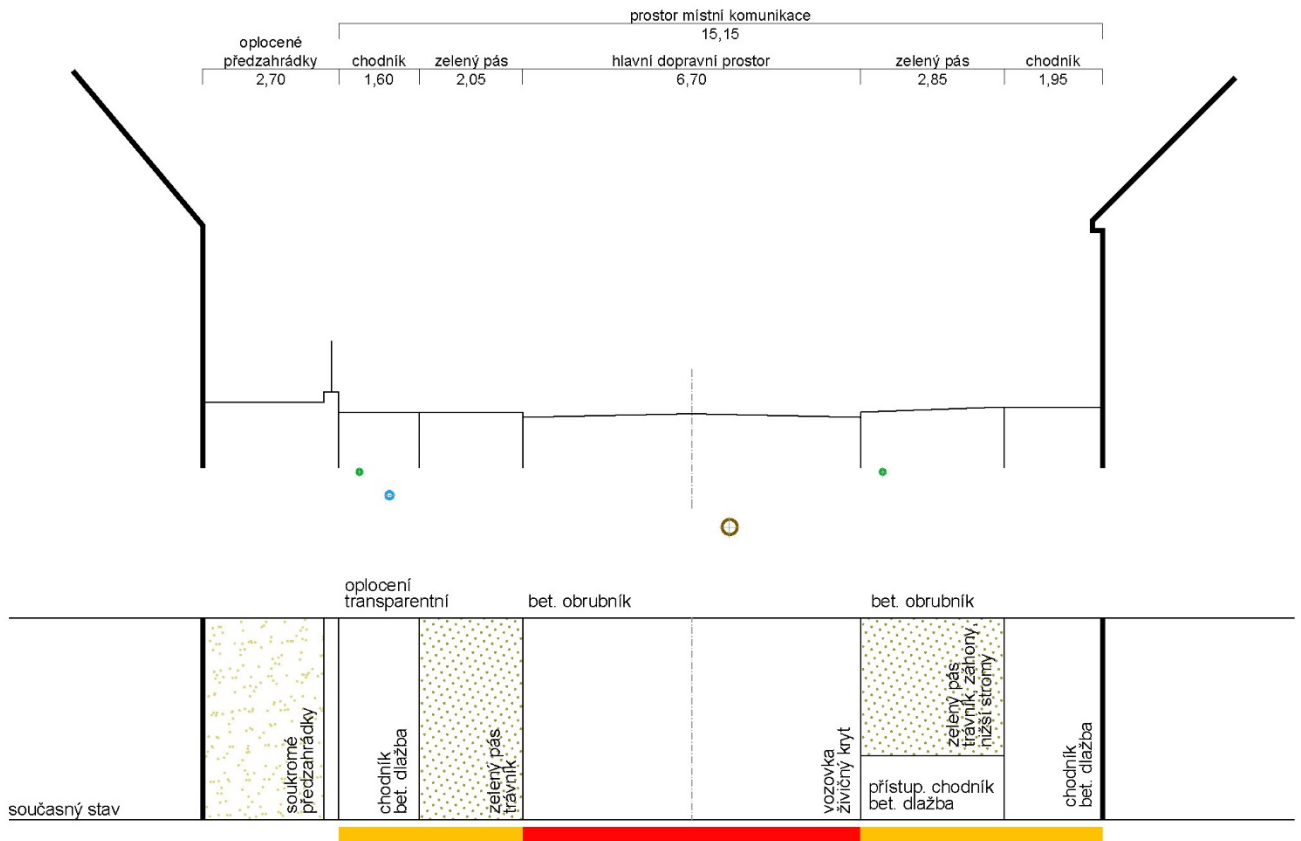 prostor místní komunikace
15,15
oplocené
předzahrádky
2,70
chodník
1,60
zelený pás
2,05
hlavní dopravní prostor
6,70
zelený pás
2,85
chodník
1,95
oplocení
transparentní
bet. obrubník
bet. obrubník
soukrome
předzahrádky
chodník
bet. dlažba
zelený pás
trávník
vozovka
živičný kryt
zelený pás
trávník, záhony,
nižší stromy
přístup. chodník
bet. dlažba
chodník
bet. dlažba
současný stav